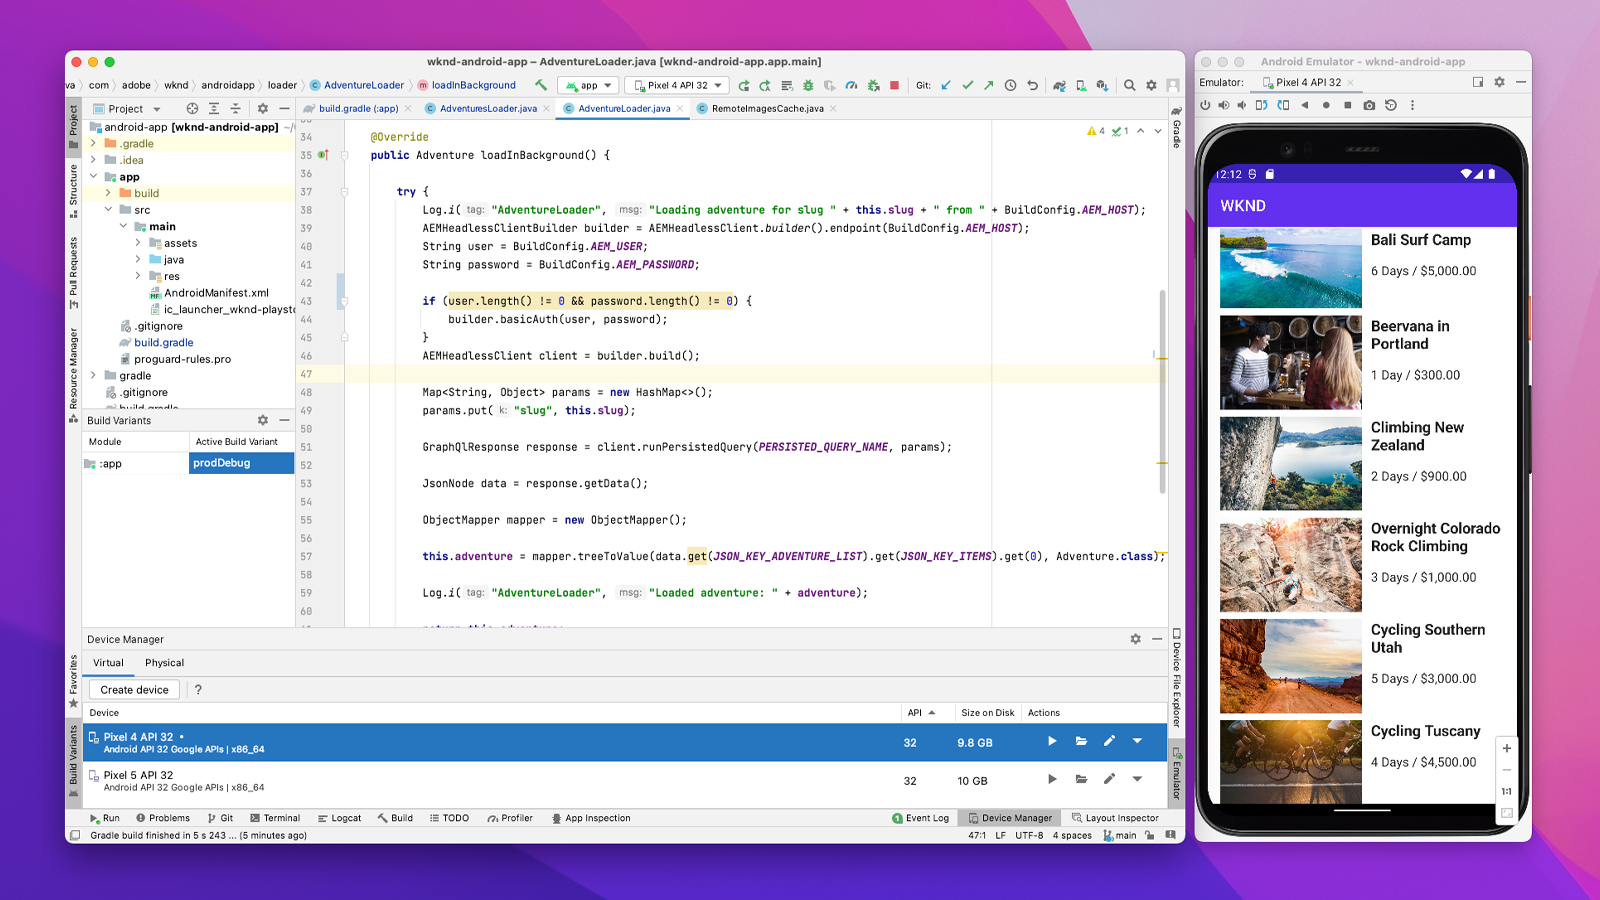 wknd-android-app – AdventureLoader.java [wknd-android-app.app.main]
va
com
adobe
wknd
androidapp
loader
AdventureLoader
loadInBackground
app
Pixel 4 API 32
Git:
Project
build.gradle (:app)
AdventuresLoader.java
AdventureLoader.java
RemoteImagesCache.java
Project
Structure
Pull Requests
Resource Manager
Favorites
Build Variants
android-app [wknd-android-app] ~/
.gradle
.idea
app
build
src
main
assets
java
res
AndroidManifest.xml
ic_launcher_wknd-playsto
.gitignore
build.gradle
proguard-rules.pro
gradle
.gitignore
build.gradle
Build Variants
Module
Active Build Variant
:app
prodDebug
4
1
34 @Override
35 public Adventure loadInBackground() {
36
37 try {
38 Log.i( tag: "AdventureLoader", msg: "Loading adventure for slug " + this.slug + " from " + BuildConfig.AEM_HOST);
39 AEMHeadlessClientBuilder builder = AEMHeadlessClient.builder().endpoint(BuildConfig.AEM_HOST);
40 String user = BuildConfig.AEM_USER;
41 String password = BuildConfig.AEM_PASSWORD;
42
43 if (user.length() != 0 && password.length() != 0) {
44 builder.basicAuth(user, password);
45 }
46 AEMHeadlessClient client = builder.build();
47
48 Map<String, Object> params = new HashMap<>();
49 params.put( k: "slug", this.slug);
50
51 GraphQlResponse response = client.runPersistedQuery(PERSISTED_QUERY_NAME, params);
52
53 JsonNode data = response.getData();
54
55 ObjectMapper mapper = new ObjectMapper();
56
57 this.adventure = mapper.treeToValue(data.get(JSON_KEY_ADVENTURE_LIST).get(JSON_KEY_ITEMS).get(0), Adventure.class);
58
59 Log.i( tag: "AdventureLoader", msg: "Loaded adventure: " + adventure);
60
return this.adventure;
Gradle
Device File Explorer
Emulator
Device Manager
Virtual
Physical
Create device
?
Device
API
Size on Disk
Actions
Pixel 4 API 32 •
Android API 32 Google APIs | x86_64
32
9.8 GB
Pixel 5 API 32
Android API 32 Google APIs | x86_64
32
10 GB
Run
Problems
Git
Terminal
Logcat
Build
TODO
Profiler
App Inspection
1
Event Log
Device Manager
Layout Inspector
Gradle build finished in 5 s 243 ... (5 minutes ago)
47:1
LF
UTF-8
4 spaces
main
Android Emulator - wknd-android-app
Emulator:
Pixel 4 API 32
12:12
WKND
Bali Surf Camp
6 Days / $5,000.00
Beervana in
Portland
1 Day / $300.00
Climbing New
Zealand
2 Days / $900.00
Overnight Colorado
Rock Climbing
3 Days / $1,000.00
Cycling Southern
Utah
5 Days / $3,000.00
Cycling Tuscany
4 Days / $4,500.00
1:1